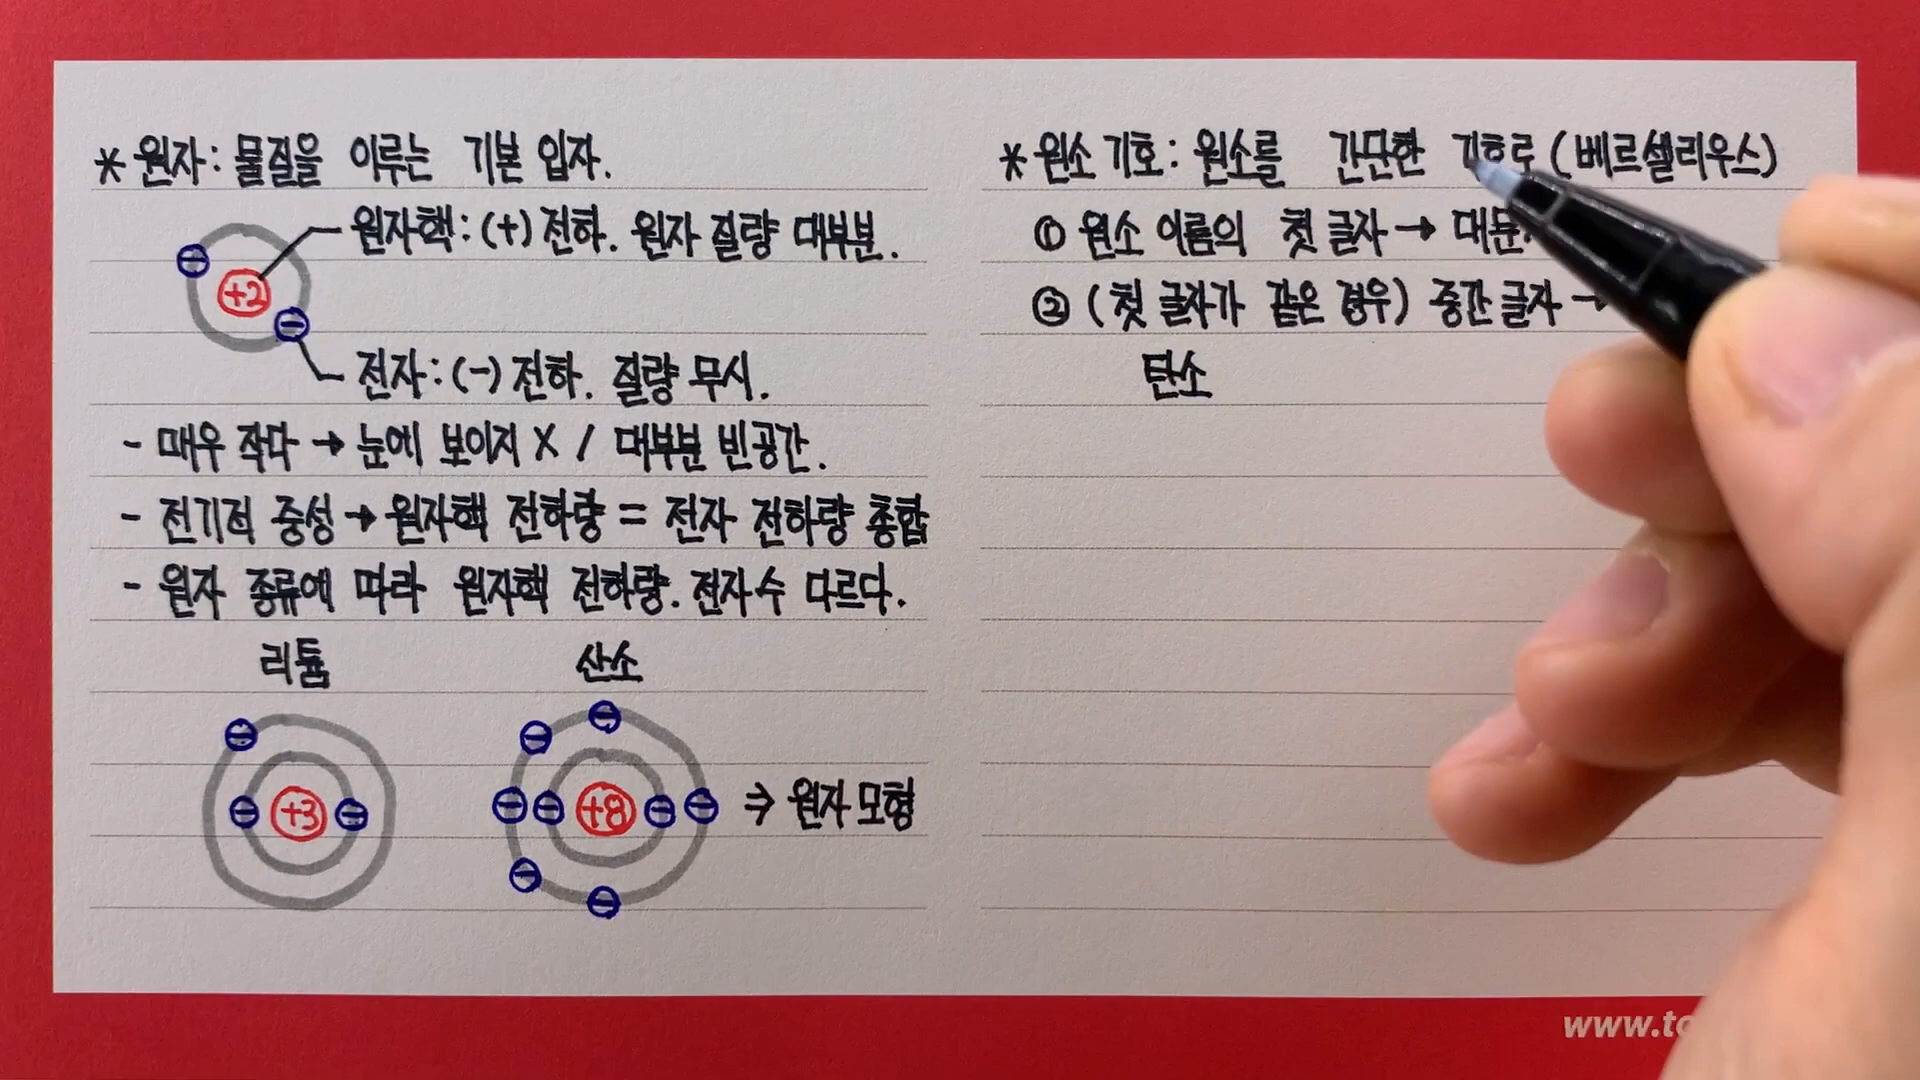 * 원자: 물질을 이루는 기본 입자.
원자핵: (+) 전하. 원자 질량 대부분.
+2
전자: (-) 전하. 질량 무시.
- 매우 작다 → 눈에 보이지 X / 대부분 빈공간.
- 전기적 중성 → 원자핵 전하량 = 전자 전하량 총합
- 원자 종류에 따라 원자핵 전하량. 전자수 다르다.
리튬 산소
+3 +8 ⇒ 원자 모형
* 원소 기호: 원소를 간단한 기호로 (베르셀리우스)
① 원소 이름의 첫 글자 → 대문
② (첫 글자가 같은 경우) 중간 글자 →
탄소
www.to